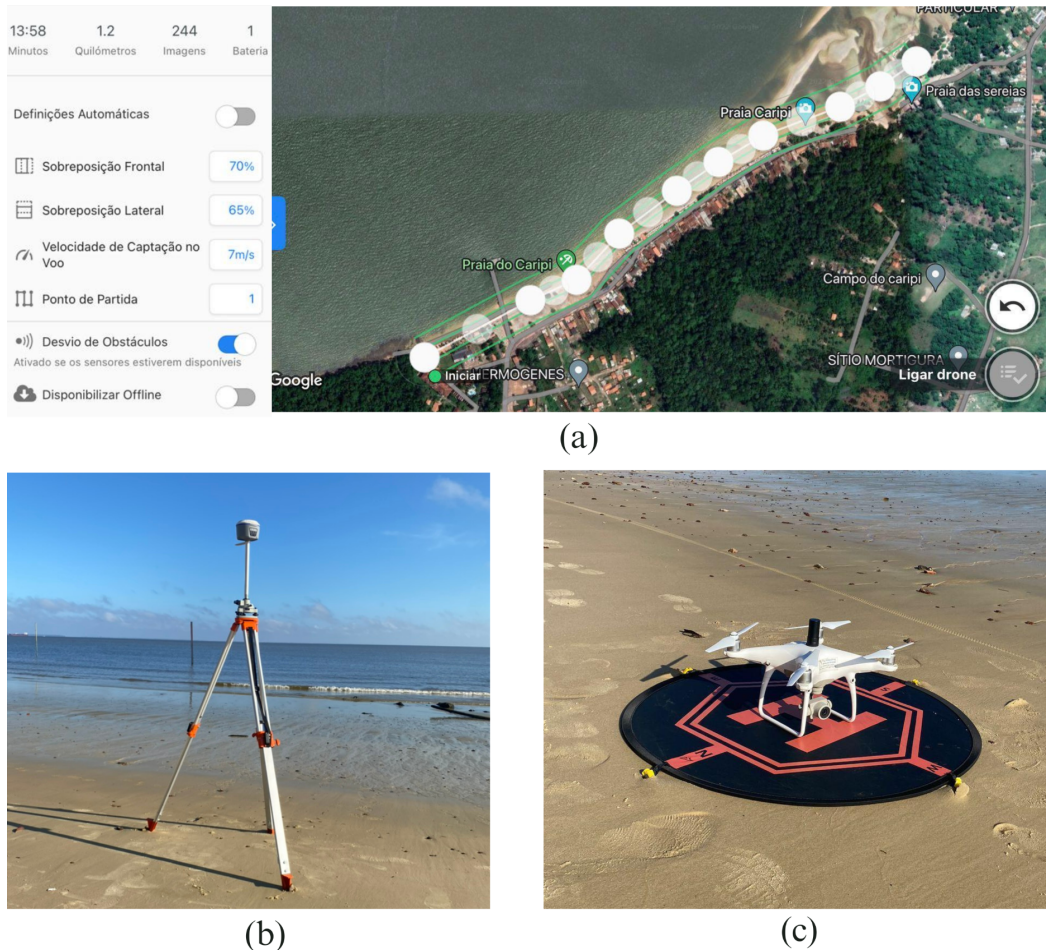 13:58 1.2 244 1
Minutos Quilómetros Imagens Bateria
Definições Automáticas
Sobreposição Frontal 70%
Sobreposição Lateral 65%
Velocidade de Captação no
Voo 7m/s
Ponto de Partida 1
Desvio de Obstáculos
Ativado se os sensores estiverem disponíveis
Disponibilizar Offline
PARTICULAR
Praia das sereias
Praia Caripi
Praia do Caripi
Campo do caripi
SÍTIO MORTIGURA
Ligar drone
Iniciar ERMOGENES
Google
(a)
N
W
(b)
(c)